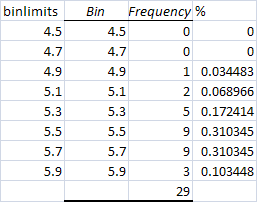 binlimits Bin Frequency %
4.5 4.5 0 0
4.7 4.7 0 0
4.9 4.9 1 0.034483
5.1 5.1 2 0.068966
5.3 5.3 5 0.172414
5.5 5.5 9 0.310345
5.7 5.7 9 0.310345
5.9 5.9 3 0.103448
29